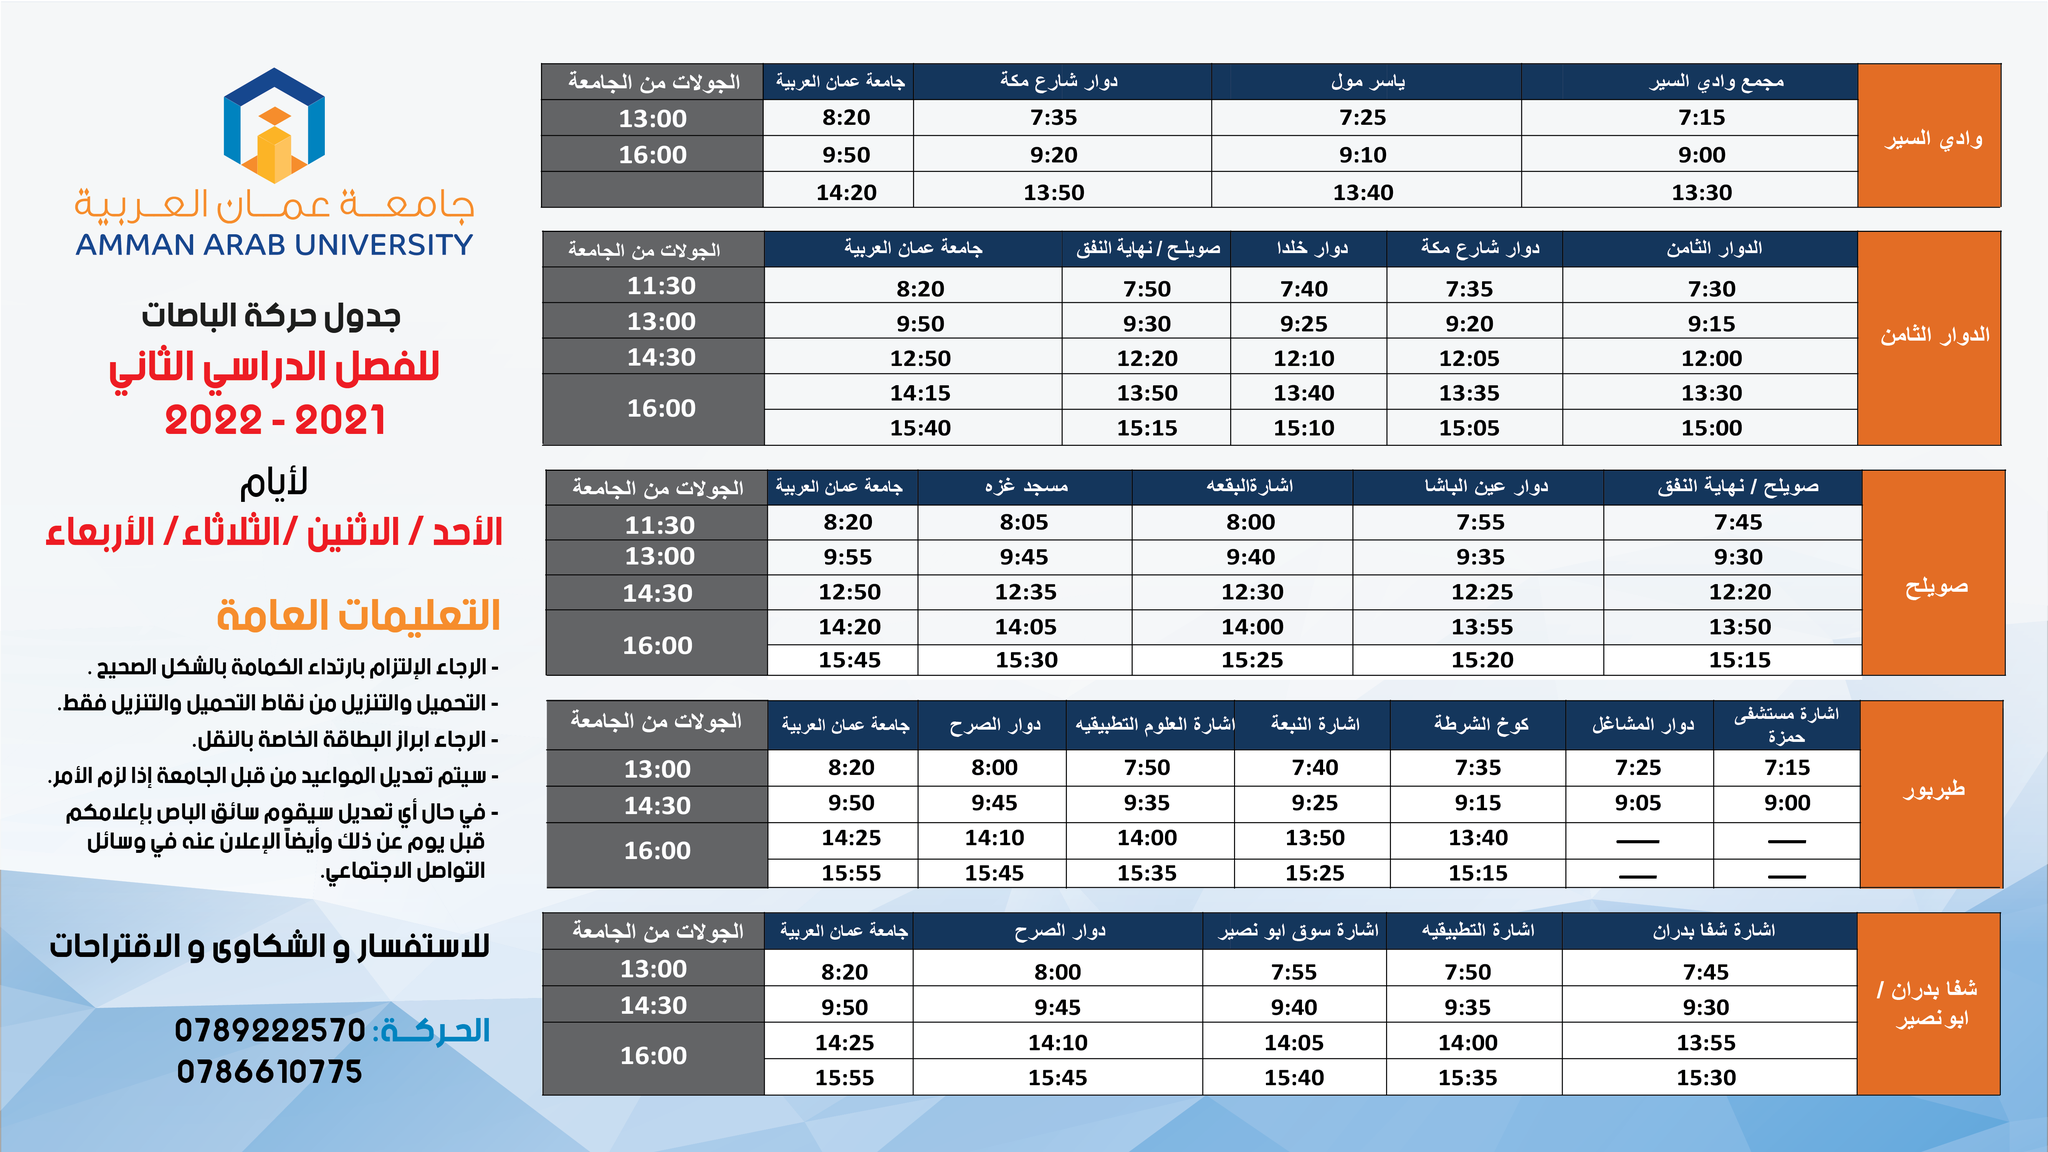 جامعة عمان العربية
AMMAN ARAB UNIVERSITY
جدول حركة الباصات
للفصل الدراسي الثاني
2022 - 2021
لأيام
الأحد / الاثنين /الثلاثاء/ الأربعاء
التعليمات العامة
- الرجاء الإلتزام بارتداء الكمامة بالشكل الصحيح .
- التحميل والتنزيل من نقاط التحميل والتنزيل فقط.
- الرجاء ابراز البطاقة الخاصة بالنقل.
- سيتم تعديل المواعيد من قبل الجامعة إذا لزم الأمر.
- في حال أي تعديل سيقوم سائق الباص بإعلامكم
قبل يوم عن ذلك وأيضاً الإعلان عنه في وسائل
التواصل الاجتماعي.
للاستفسار و الشكاوى و الاقتراحات
الحركة: 0789222570
0786610775
وادي السير
مجمع وادي السير ياسر مول دوار شارع مكة جامعة عمان العربية الجولات من الجامعة
7:15 7:25 7:35 8:20 13:00
9:00 9:10 9:20 9:50 16:00
13:30 13:40 13:50 14:20
الدوار الثامن
الدوار الثامن دوار شارع مكة دوار خلدا صويلح / نهاية النفق جامعة عمان العربية الجولات من الجامعة
7:30 7:35 7:40 7:50 8:20 11:30
9:15 9:20 9:25 9:30 9:50 13:00
12:00 12:05 12:10 12:20 12:50 14:30
13:30 13:35 13:40 13:50 14:15 16:00
15:00 15:05 15:10 15:15 15:40
صويلح
صويلح / نهاية النفق دوار عين الباشا اشارةالبقعه مسجد غزه جامعة عمان العربية الجولات من الجامعة
7:45 7:55 8:00 8:05 8:20 11:30
9:30 9:35 9:40 9:45 9:55 13:00
12:20 12:25 12:30 12:35 12:50 14:30
13:50 13:55 14:00 14:05 14:20 16:00
15:15 15:20 15:25 15:30 15:45
طبربور
اشارة مستشفى حمزة دوار المشاغل كوخ الشرطة اشارة النبعة اشارة العلوم التطبيقيه دوار الصرح جامعة عمان العربية الجولات من الجامعة
7:15 7:25 7:35 7:40 7:50 8:00 8:20 13:00
9:00 9:05 9:15 9:25 9:35 9:45 9:50 14:30
— — 13:40 13:50 14:00 14:10 14:25 16:00
— — 15:15 15:25 15:35 15:45 15:55
شفا بدران /
ابو نصير
اشارة شفا بدران اشارة التطبيقيه اشارة سوق ابو نصير دوار الصرح جامعة عمان العربية الجولات من الجامعة
7:45 7:50 7:55 8:00 8:20 13:00
9:30 9:35 9:40 9:45 9:50 14:30
13:55 14:00 14:05 14:10 14:25 16:00
15:30 15:35 15:40 15:45 15:55